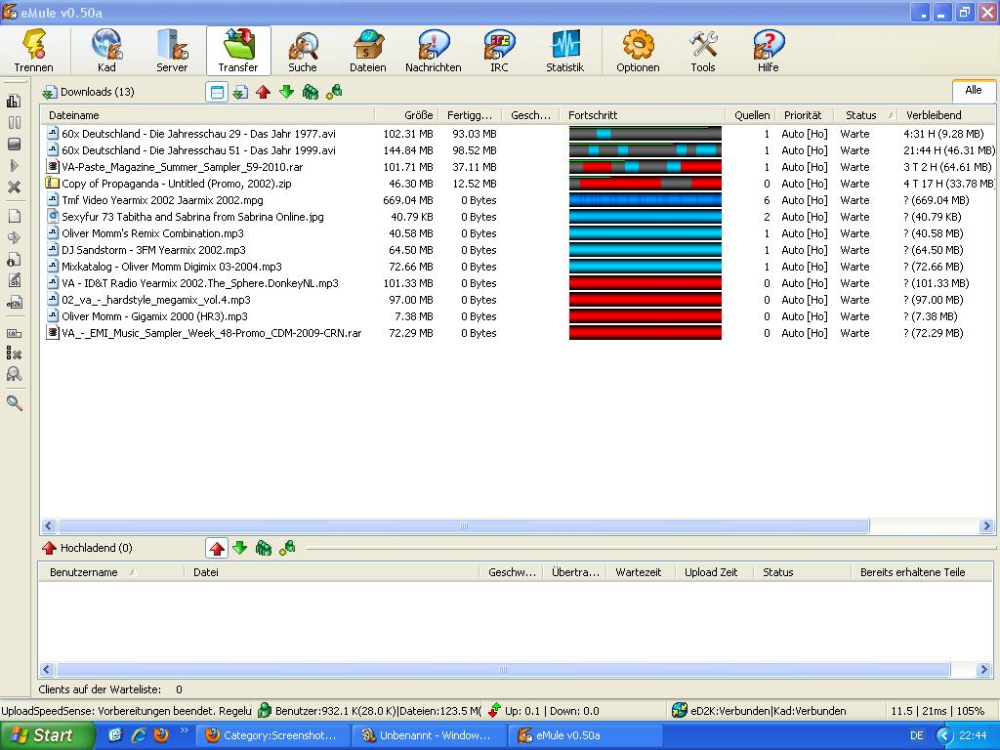 eMule v0.50a
Trennen Kad Server Transfer Suche Dateien Nachrichten IRC Statistik Optionen Tools Hilfe
Downloads (13) Alle
Dateiname Größe Fertigg... Gesch... Fortschritt Quellen Priorität Status Verbleibend
60x Deutschland - Die Jahresschau 29 - Das Jahr 1977.avi 102.31 MB 93.03 MB 1 Auto [Ho] Warte 4:31 H (9.28 MB)
60x Deutschland - Die Jahresschau 51 - Das Jahr 1999.avi 144.84 MB 98.52 MB 1 Auto [Ho] Warte 21:44 H (46.31 MB)
VA-Paste_Magazine_Summer_Sampler_59-2010.rar 101.71 MB 37.11 MB 1 Auto [Ho] Warte 3 T 2 H (64.61 MB)
Copy of Propaganda - Untitled (Promo, 2002).zip 46.30 MB 12.52 MB 0 Auto [Ho] Warte 4 T 17 H (33.78 MB)
Tmf Video Yearmix 2002 Jaarmix 2002.mpg 669.04 MB 0 Bytes 6 Auto [Ho] Warte ? (669.04 MB)
Sexyfur 73 Tabitha and Sabrina from Sabrina Online.jpg 40.79 KB 0 Bytes 2 Auto [Ho] Warte ? (40.79 KB)
Oliver Momm's Remix Combination.mp3 40.58 MB 0 Bytes 1 Auto [Ho] Warte ? (40.58 MB)
DJ Sandstorm - 3FM Yearmix 2002.mp3 64.50 MB 0 Bytes 1 Auto [Ho] Warte ? (64.50 MB)
Mixkatalog - Oliver Momm Digimix 03-2004.mp3 72.66 MB 0 Bytes 1 Auto [Ho] Warte ? (72.66 MB)
VA - ID&T Radio Yearmix 2002.The_Sphere.DonkeyNL.mp3 101.33 MB 0 Bytes 0 Auto [Ho] Warte ? (101.33 MB)
02_va_-_hardstyle_megamix_vol.4.mp3 97.00 MB 0 Bytes 0 Auto [Ho] Warte ? (97.00 MB)
Oliver Momm - Gigamix 2000 (HR3).mp3 7.38 MB 0 Bytes 0 Auto [Ho] Warte ? (7.38 MB)
VA_-_EMI_Music_Sampler_Week_48-Promo_CDM-2009-CRN.rar 72.29 MB 0 Bytes 0 Auto [Ho] Warte ? (72.29 MB)
Hochladend (0)
Benutzername Datei Geschw... Übertra... Wartezeit Upload Zeit Status Bereits erhaltene Teile
Clients auf der Warteliste: 0
UploadSpeedSense: Vorbereitungen beendet. Regelu Benutzer:932.1 K(28.0 K)|Dateien:123.5 M( Up: 0.1 | Down: 0.0 eD2K:Verbunden|Kad:Verbunden 11.5 | 21ms | 105%
Start Category:Screenshot... Unbenannt - Window... eMule v0.50a DE 22:44